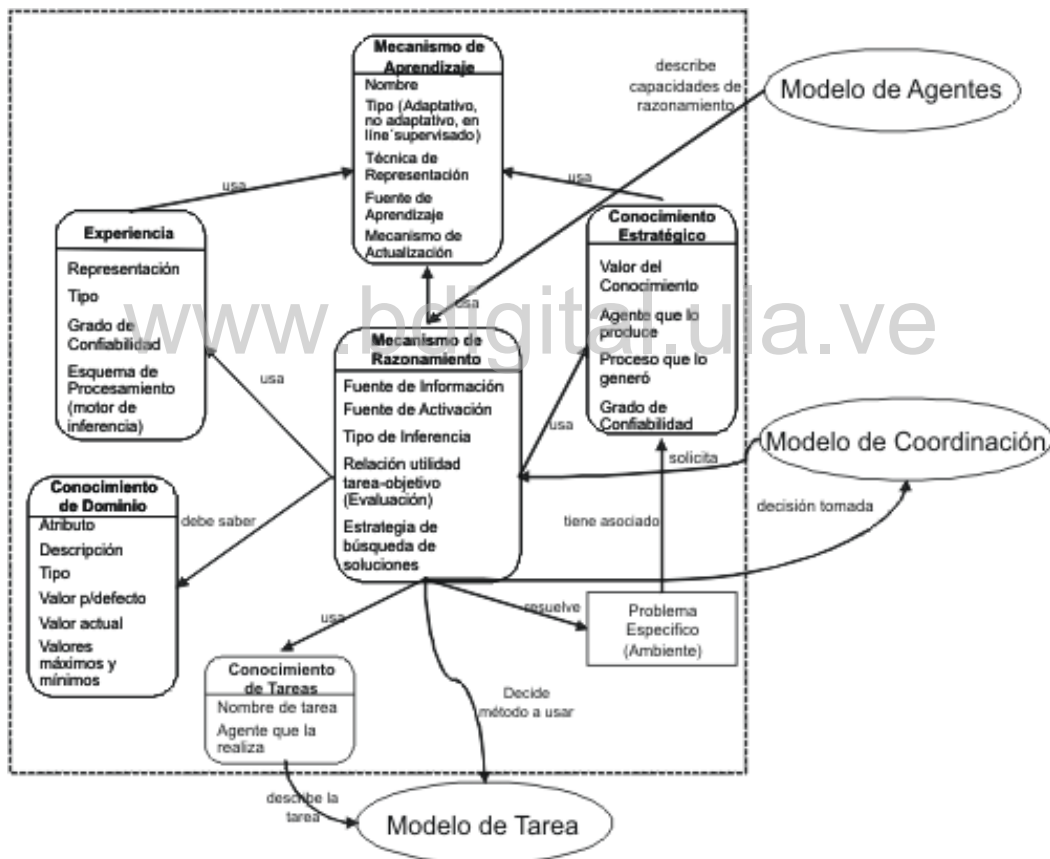 Mecanismo de
Aprendizaje
Nombre
Tipo (Adaptativo,
no adaptativo, en
line´supervisado)
Técnica de
Representación
Fuente de
Aprendizaje
Mecanismo de
Actualización
describe
capacidades de
razonamiento
Modelo de Agentes
usa
usa
Experiencia
Representación
Tipo
Grado de
Confiabilidad
Esquema de
Procesamiento
(motor de
inferencia)
Conocimiento
Estratégico
Valor del
Conocimiento
Agente que lo
produce
Proceso que lo
generó
Grado de
Confiabilidad
www.bdigital.ula.ve
usa
Mecanismo de
Razonamiento
Fuente de Información
Fuente de Activación
Tipo de Inferencia
Relación utilidad
tarea-objetivo
(Evaluación)
Estrategia de
búsqueda de
soluciones
usa
usa
Modelo de Coordinación
solicita
decisión tomada
tiene asociado
Conocimiento
de Dominio
Atributo
Descripción
Tipo
Valor p/defecto
Valor actual
Valores
máximos y
mínimos
debe saber
usa
resuelve
Problema
Especifico
(Ambiente)
Conocimiento
de Tareas
Nombre de tarea
Agente que la
realiza
Decide
método a usar
describe la
tarea
Modelo de Tarea